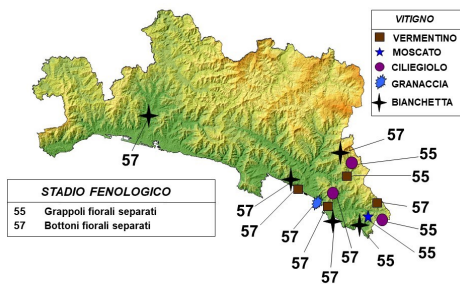 VITIGNO
VERMENTINO
MOSCATO
CILIEGIOLO
GRANACCIA
BIANCHETTA
57
57
55
55
STADIO FENOLOGICO
55 Grappoli fiorali separati
57 Bottoni fiorali separati
57
57
57
57
57
57
55
55
55